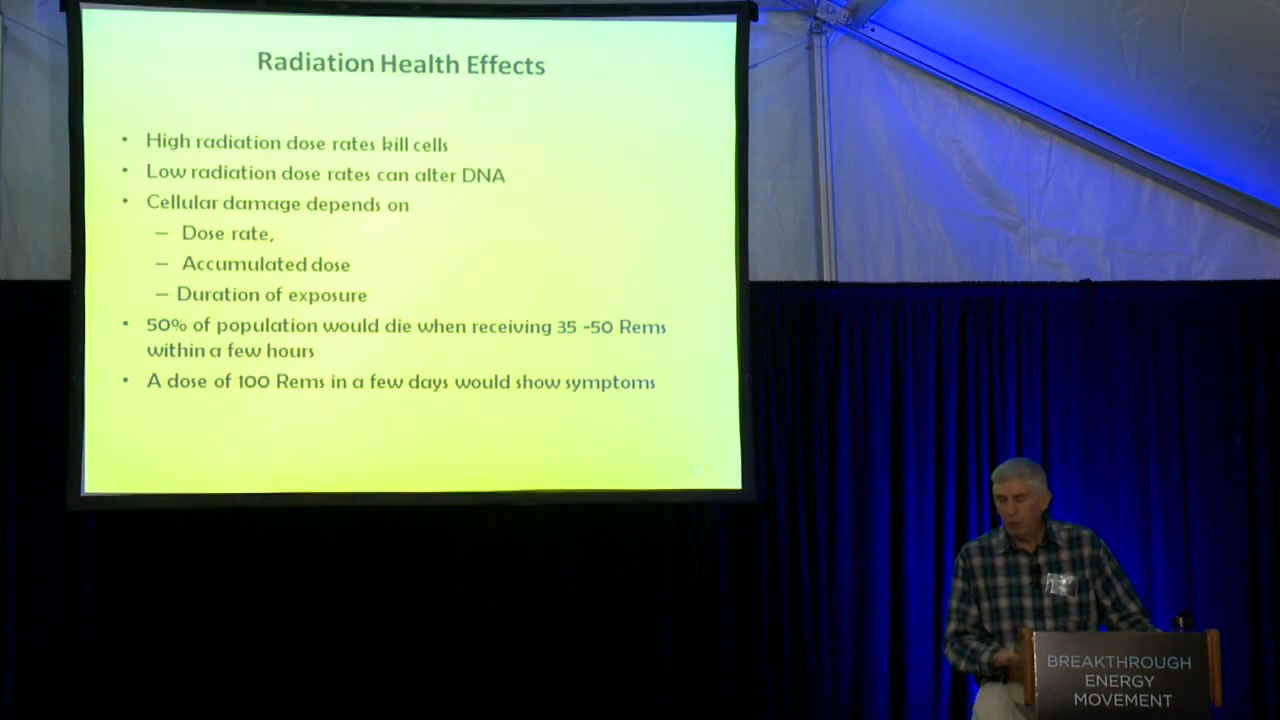 Radiation Health Effects
• High radiation dose rates kill cells
• Low radiation dose rates can alter DNA
• Cellular damage depends on
– Dose rate,
– Accumulated dose
– Duration of exposure
• 50% of population would die when receiving 35 -50 Rems
within a few hours
• A dose of 100 Rems in a few days would show symptoms
BREAKTHROUGH
ENERGY
MOVEMENT